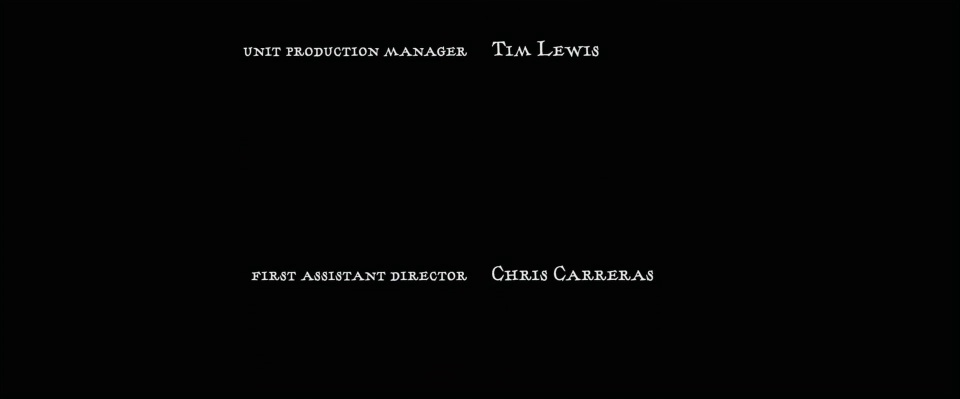 UNIT PRODUCTION MANAGER TIM LEWIS
FIRST ASSISTANT DIRECTOR CHRIS CARRERAS